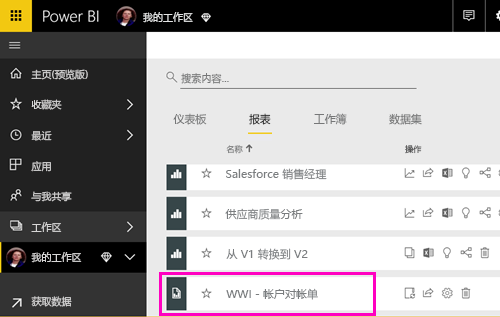 Power BI 我的工作区
主页(预览版)
收藏夹
最近
应用
与我共享
工作区
我的工作区
获取数据
搜索内容...
仪表板 报表 工作簿 数据集
名称 操作
Salesforce 销售经理
供应商质量分析
从 V1 转换到 V2
WWI - 帐户对帐单